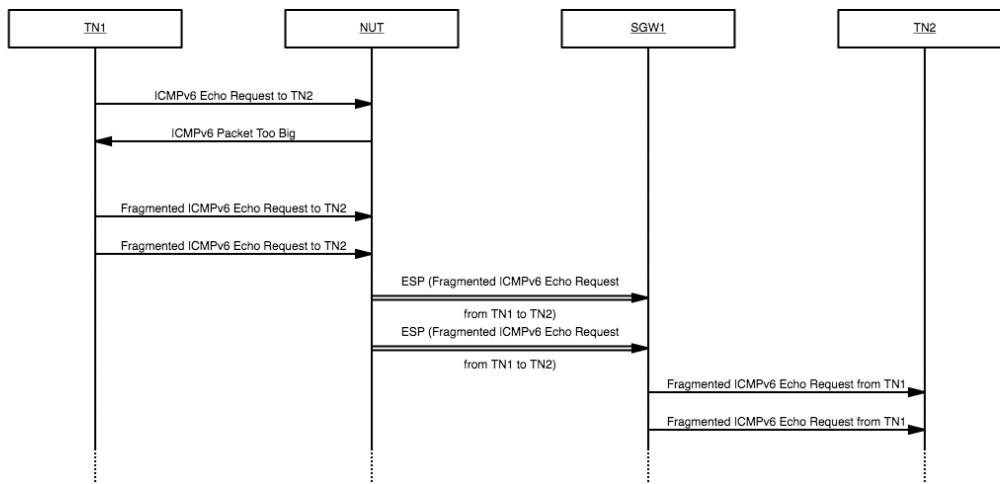 TN1
NUT
SGW1
TN2
ICMPv6 Echo Request to TN2
ICMPv6 Packet Too Big
Fragmented ICMPv6 Echo Request to TN2
Fragmented ICMPv6 Echo Request to TN2
ESP (Fragmented ICMPv6 Echo Request
from TN1 to TN2)
ESP (Fragmented ICMPv6 Echo Request
from TN1 to TN2)
Fragmented ICMPv6 Echo Request from TN1
Fragmented ICMPv6 Echo Request from TN1